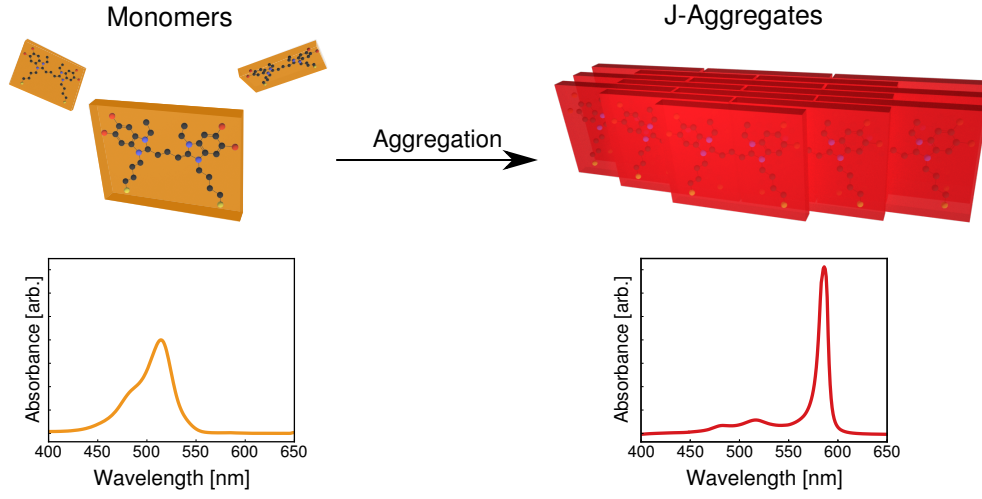 Monomers
J-Aggregates
Aggregation
Absorbance [arb.]
400 450 500 550 600 650
Wavelength [nm]
Absorbance [arb.]
400 450 500 550 600 650
Wavelength [nm]